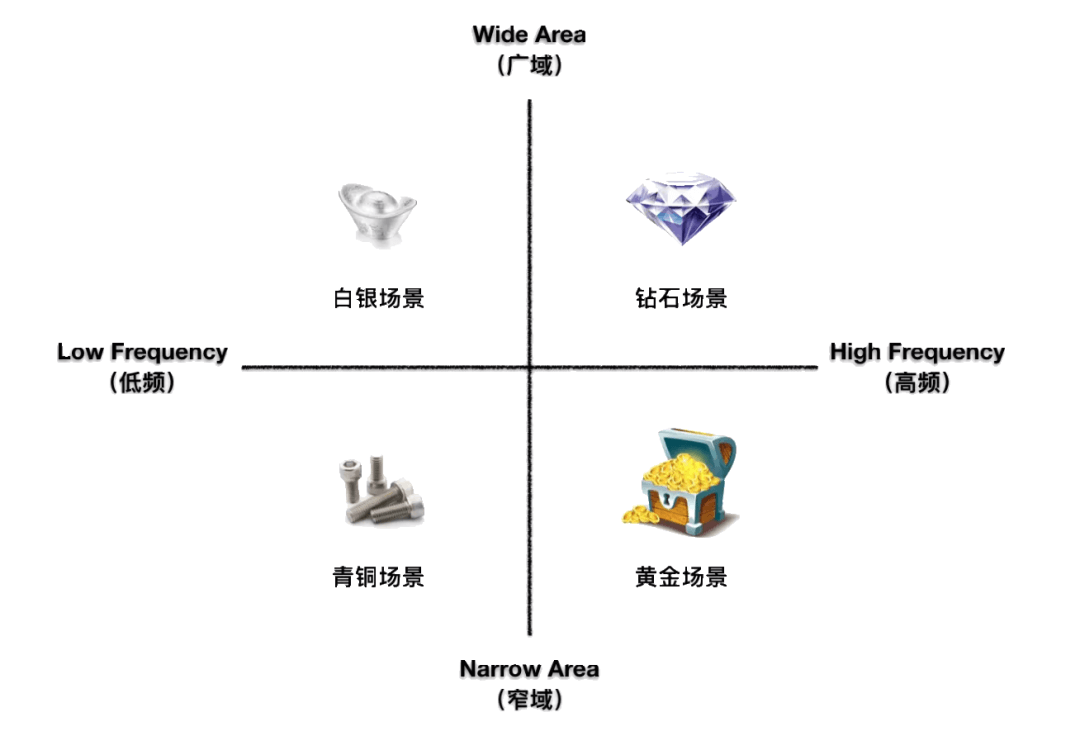 Wide Area
（广域）
白银场景
钻石场景
Low Frequency
（低频）
High Frequency
（高频）
青铜场景
黄金场景
Narrow Area
（窄域）